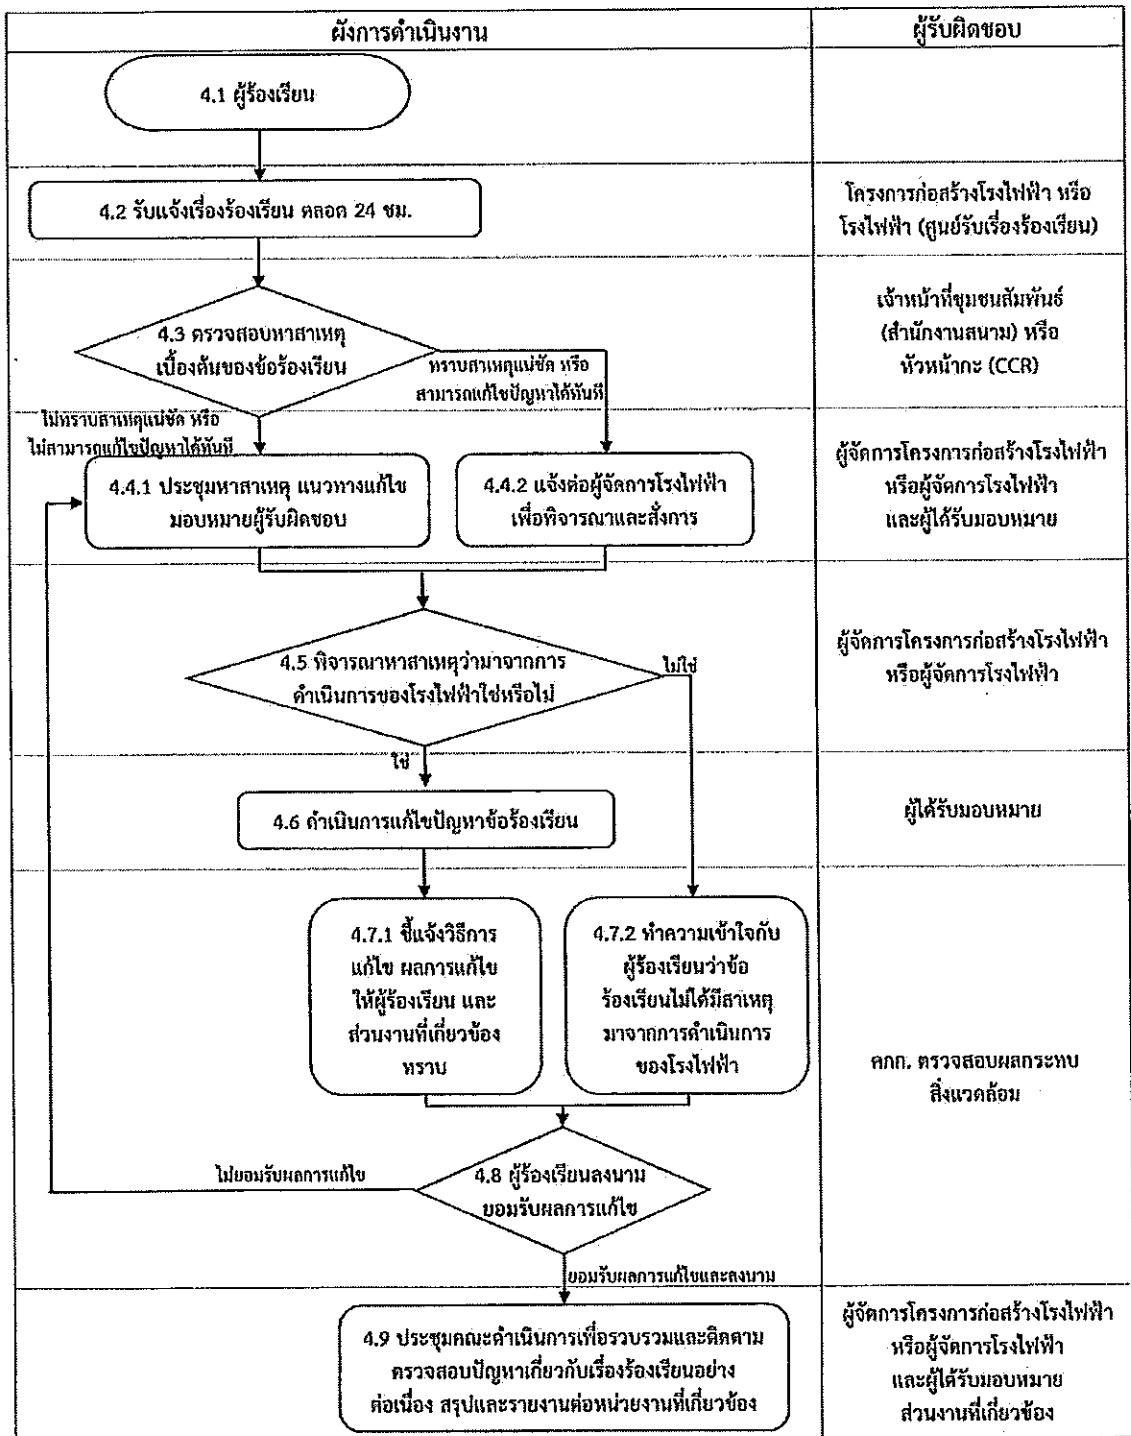 ผังการดำเนินงาน
ผู้รับผิดชอบ
4.1 ผู้ร้องเรียน
4.2 รับแจ้งเรื่องร้องเรียน ตลอด 24 ชม.
โครงการก่อสร้างโรงไฟฟ้า หรือ
โรงไฟฟ้า (ศูนย์รับเรื่องร้องเรียน)
4.3 ตรวจสอบหาสาเหตุ
เบื้องต้นของข้อร้องเรียน
เจ้าหน้าที่ชุมชนสัมพันธ์
(สำนักงานสนาม) หรือ
หัวหน้ากะ (CCR)
ทราบสาเหตุแน่ชัด หรือ
สามารถแก้ไขปัญหาได้ทันที
ไม่ทราบสาเหตุแน่ชัด หรือ
ไม่สามารถแก้ไขปัญหาได้ทันที
4.4.1 ประชุมหาสาเหตุ แนวทางแก้ไข
มอบหมายผู้รับผิดชอบ
4.4.2 แจ้งต่อผู้จัดการโรงไฟฟ้า
เพื่อพิจารณาและสั่งการ
ผู้จัดการโครงการก่อสร้างโรงไฟฟ้า
หรือผู้จัดการโรงไฟฟ้า
และผู้ได้รับมอบหมาย
4.5 พิจารณาหาสาเหตุว่ามาจากการ
ดำเนินการของโรงไฟฟ้าใช่หรือไม่
ไม่ใช่
ผู้จัดการโครงการก่อสร้างโรงไฟฟ้า
หรือผู้จัดการโรงไฟฟ้า
ใช่
4.6 ดำเนินการแก้ไขปัญหาข้อร้องเรียน
ผู้ได้รับมอบหมาย
4.7.1 ชี้แจงวิธีการ
แก้ไข ผลการแก้ไข
ให้ผู้ร้องเรียน และ
ส่วนงานที่เกี่ยวข้อง
ทราบ
4.7.2 ทำความเข้าใจกับ
ผู้ร้องเรียนว่าข้อ
ร้องเรียนไม่ได้มีสาเหตุ
มาจากการดำเนินการ
ของโรงไฟฟ้า
คกก. ตรวจสอบผลกระทบ
สิ่งแวดล้อม
ไม่ยอมรับผลการแก้ไข
4.8 ผู้ร้องเรียนลงนาม
ยอมรับผลการแก้ไข
ยอมรับผลการแก้ไขและลงนาม
4.9 ประชุมคณะดำเนินการเพื่อรวบรวมและติดตาม
ตรวจสอบปัญหาเกี่ยวกับเรื่องร้องเรียนอย่าง
ต่อเนื่อง สรุปและรายงานต่อหน่วยงานที่เกี่ยวข้อง
ผู้จัดการโครงการก่อสร้างโรงไฟฟ้า
หรือผู้จัดการโรงไฟฟ้า
และผู้ได้รับมอบหมาย
ส่วนงานที่เกี่ยวข้อง